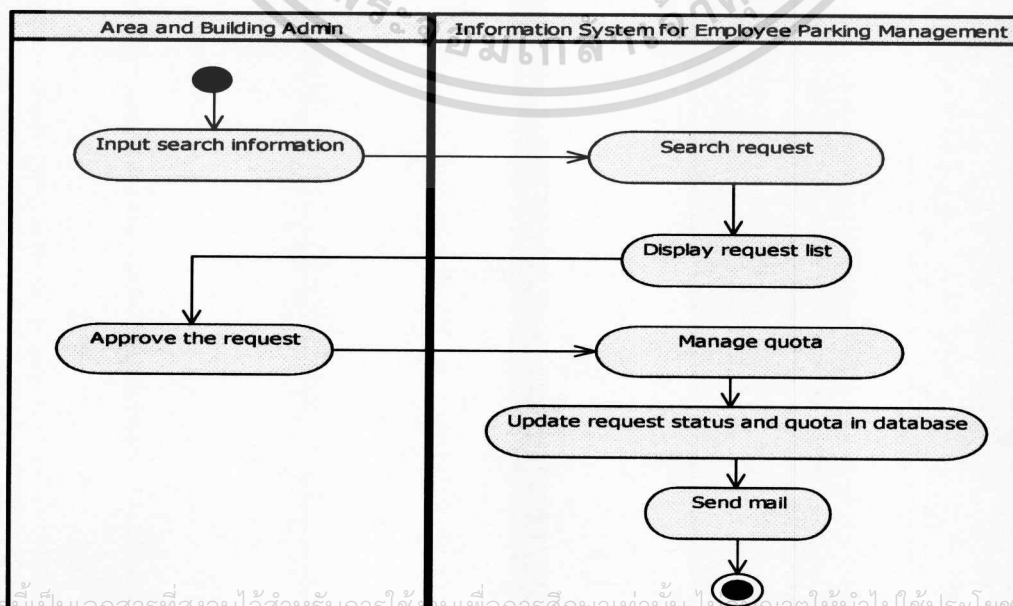 Area and Building Admin
Information System for Employee Parking Management
Input search information
Search request
Display request list
Approve the request
Manage quota
Update request status and quota in database
Send mail